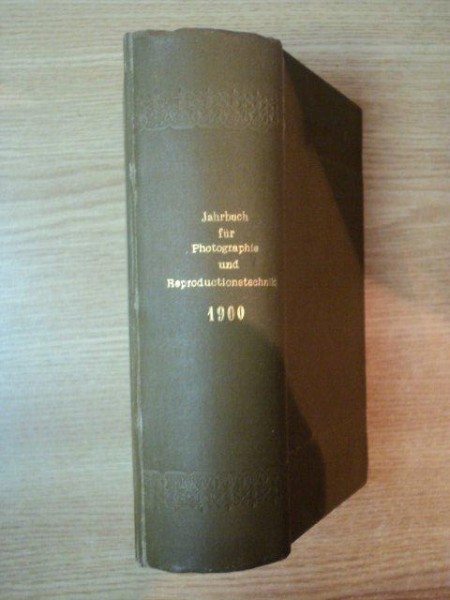 Jahrbuch
für
Photographie
und
Reproductionstechnik
1900